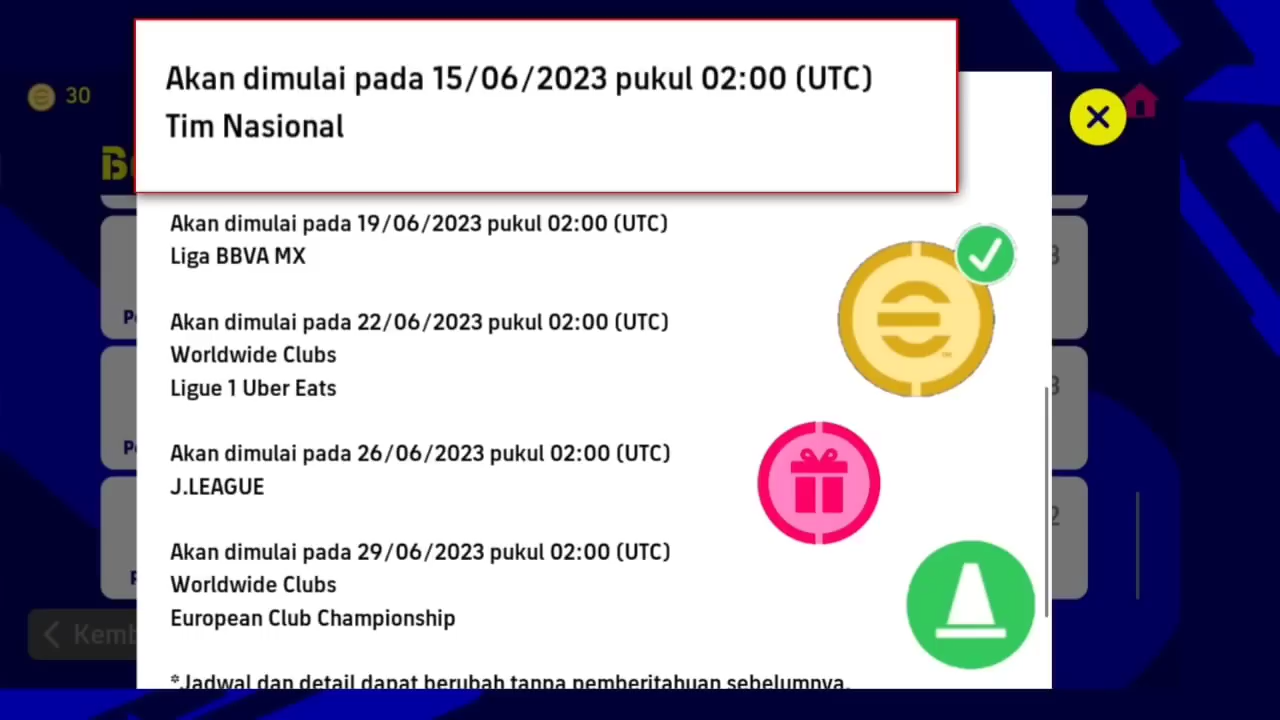 30
Akan dimulai pada 15/06/2023 pukul 02:00 (UTC)
Tim Nasional
Akan dimulai pada 19/06/2023 pukul 02:00 (UTC)
Liga BBVA MX
Akan dimulai pada 22/06/2023 pukul 02:00 (UTC)
Worldwide Clubs
Ligue 1 Uber Eats
Akan dimulai pada 26/06/2023 pukul 02:00 (UTC)
J.LEAGUE
Akan dimulai pada 29/06/2023 pukul 02:00 (UTC)
Worldwide Clubs
European Club Championship
*Jadwal dan detail dapat berubah tanpa pemberitahuan sebelumnya.